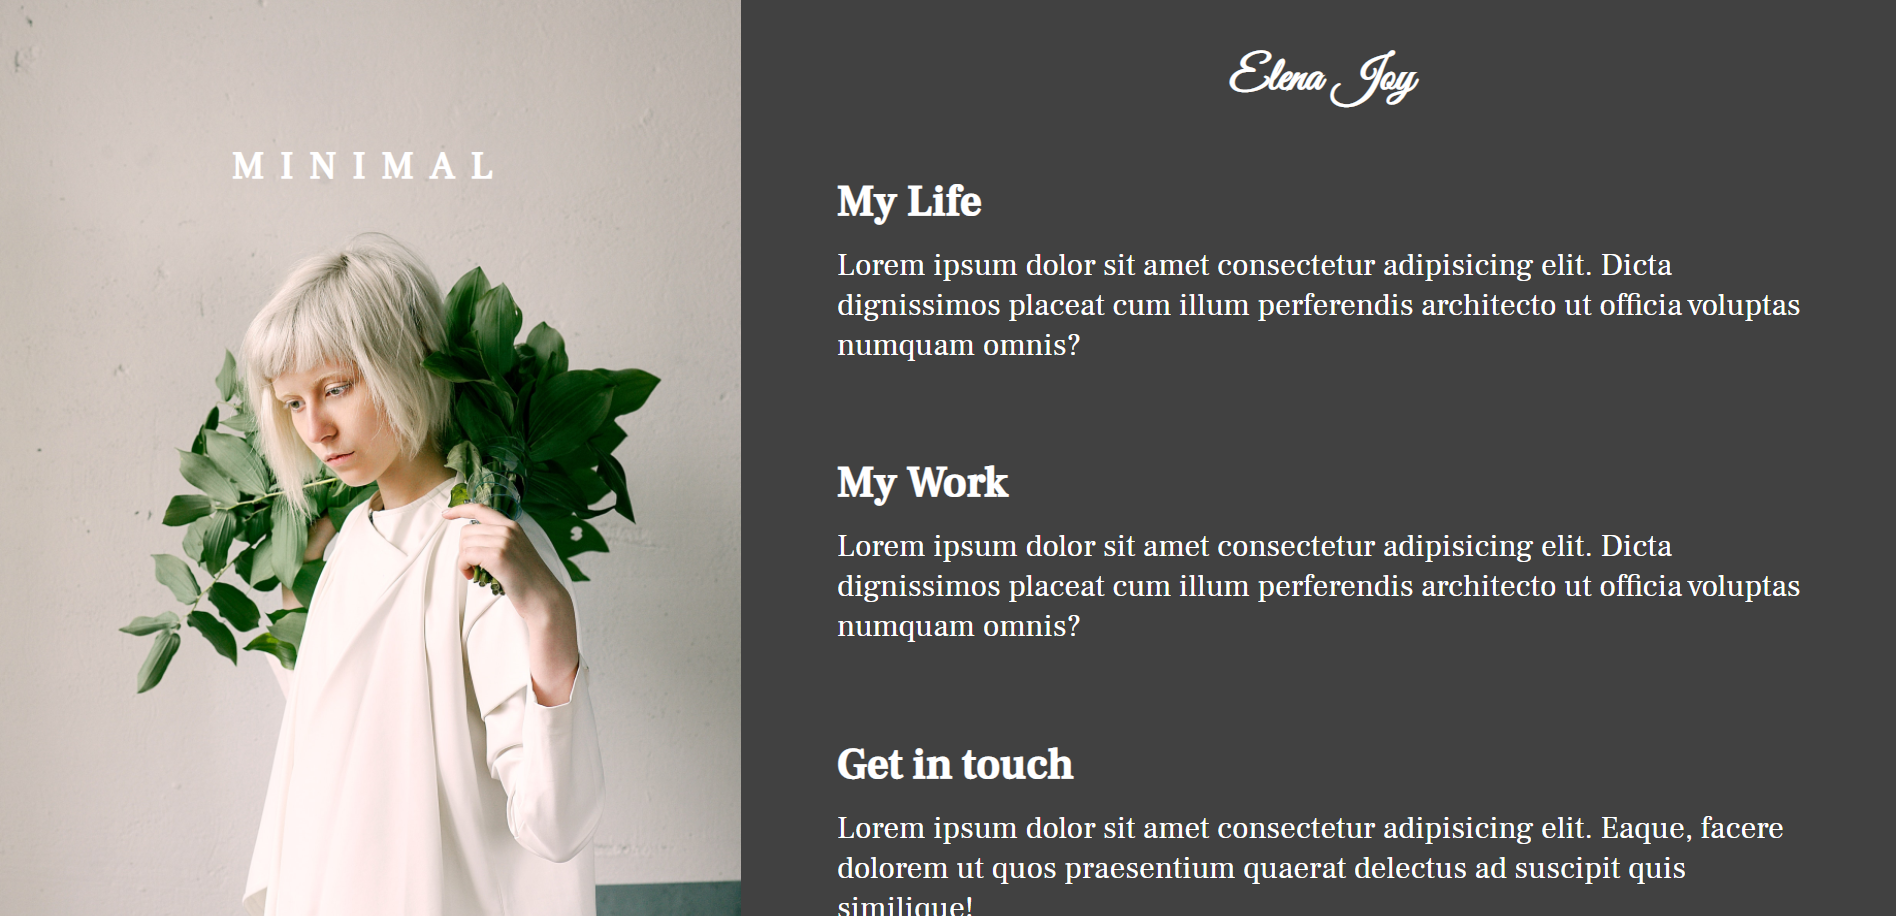 MINIMAL
Elena Joy
My Life
Lorem ipsum dolor sit amet consectetur adipisicing elit. Dicta
dignissimos placeat cum illum perferendis architecto ut officia voluptas
numquam omnis?
My Work
Lorem ipsum dolor sit amet consectetur adipisicing elit. Dicta
dignissimos placeat cum illum perferendis architecto ut officia voluptas
numquam omnis?
Get in touch
Lorem ipsum dolor sit amet consectetur adipisicing elit. Eaque, facere
dolorem ut quos praesentium quaerat delectus ad suscipit quis
similique!